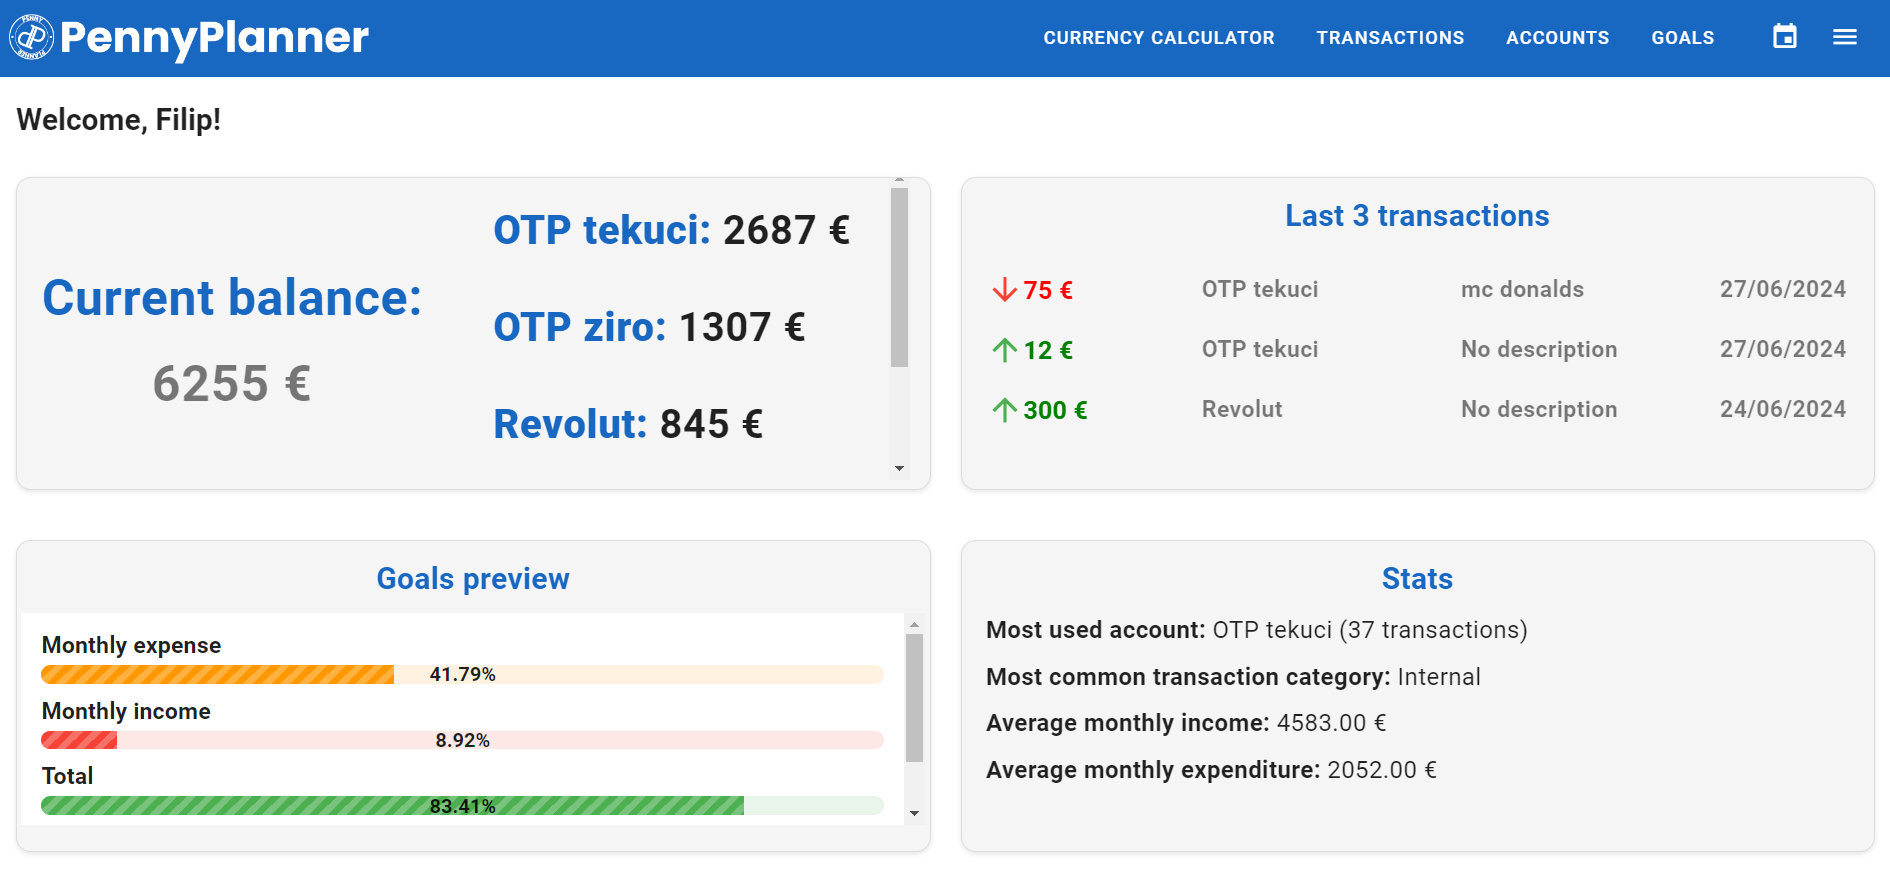 PENNY PLANNER
PennyPlanner
CURRENCY CALCULATOR TRANSACTIONS ACCOUNTS GOALS
Welcome, Filip!
Current balance:
6255 €
OTP tekuci: 2687 €
OTP ziro: 1307 €
Revolut: 845 €
Last 3 transactions
75 € OTP tekuci mc donalds 27/06/2024
12 € OTP tekuci No description 27/06/2024
300 € Revolut No description 24/06/2024
Goals preview
Monthly expense
41.79%
Monthly income
8.92%
Total
83.41%
Stats
Most used account: OTP tekuci (37 transactions)
Most common transaction category: Internal
Average monthly income: 4583.00 €
Average monthly expenditure: 2052.00 €